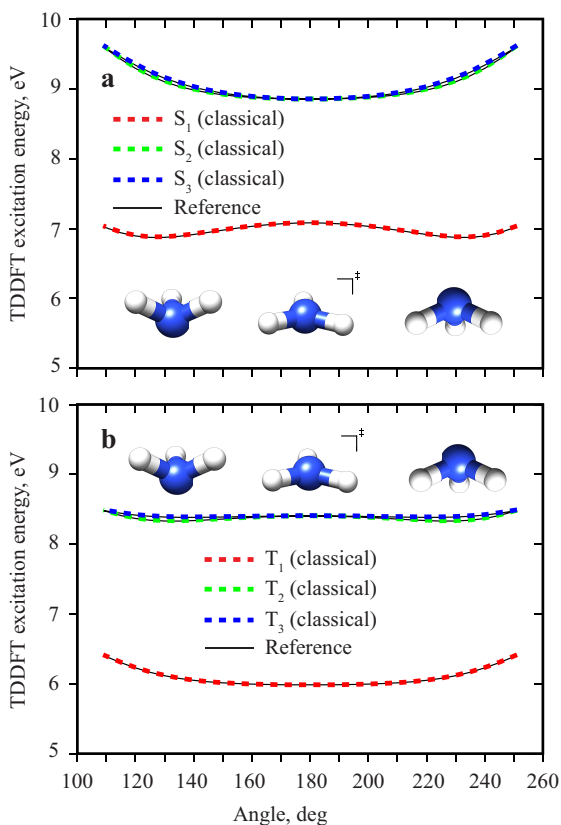 10
9
8
7
6
5
TDDFT excitation energy, eV
a
S₁ (classical)
S₂ (classical)
S₃ (classical)
Reference
‡
10
9
8
7
6
5
TDDFT excitation energy, eV
b
‡
T₁ (classical)
T₂ (classical)
T₃ (classical)
Reference
100 120 140 160 180 200 220 240 260
Angle, deg